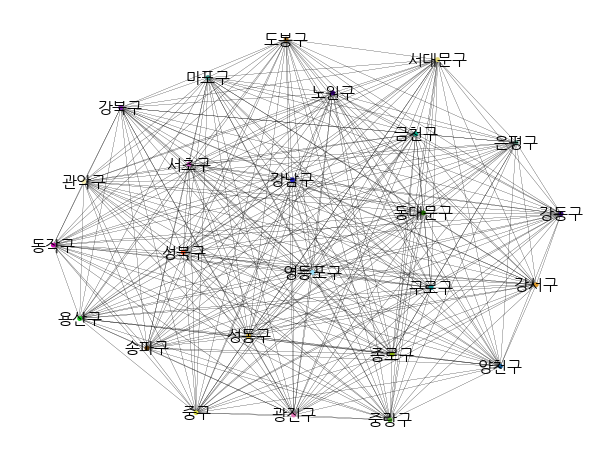 도봉구
서대문구
마포구
노원구
강북구
금천구
은평구
서초구
관악구
강남구
동대문구
강동구
동작구
성북구
영등포구
강서구
구로구
용산구
성동구
송파구
종로구
양천구
중구
광진구
중랑구